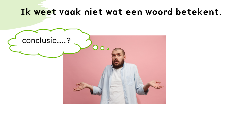 Ik weet vaak niet wat een woord betekent.
conclusie....?